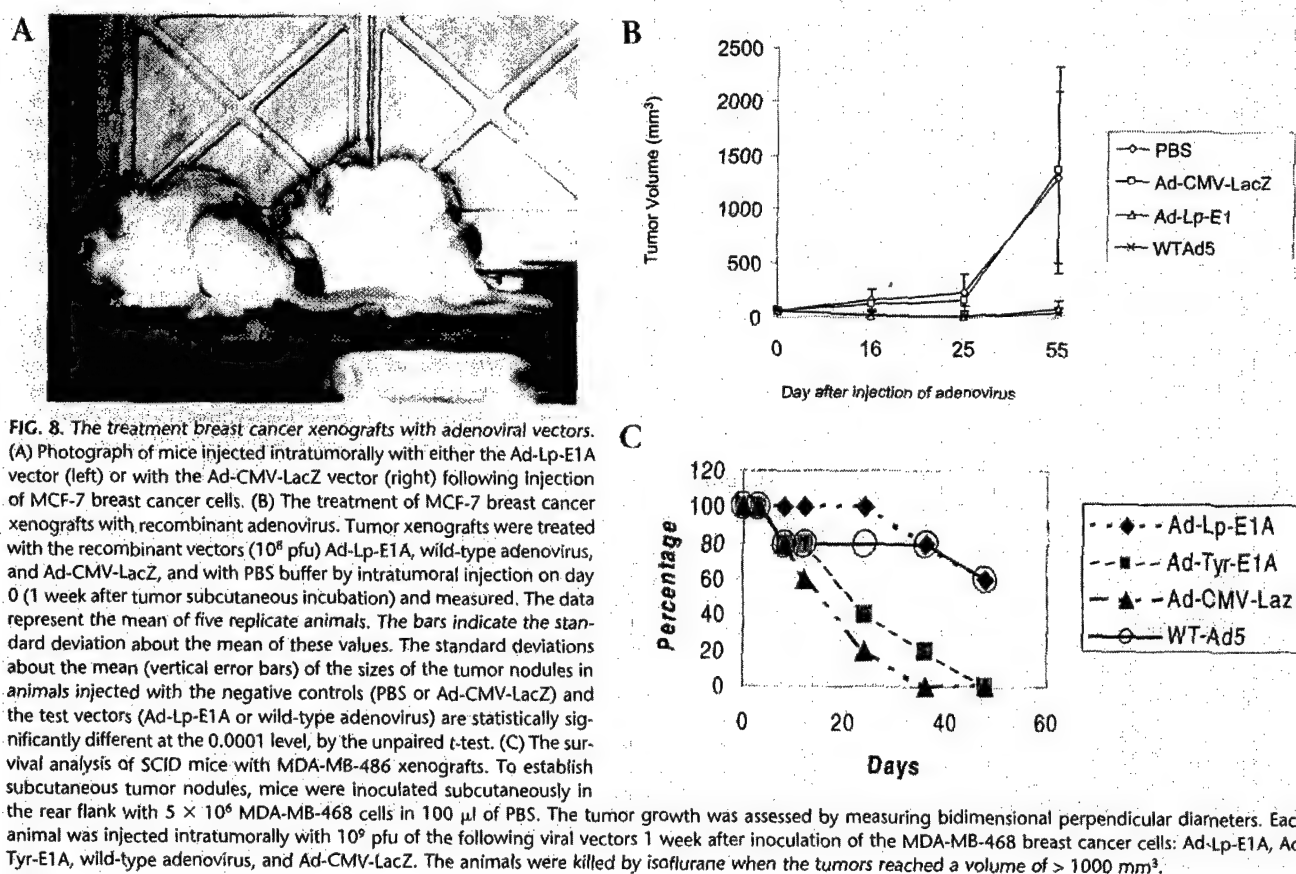 A
B
2500
2000
1500
1000
500
0
Tumor Volume (mm³)
0 16 25 55
Day after injection of adenovirus
PBS
Ad-CMV-LacZ
Ad-Lp-E1
WTAd5
FIG. 8. The treatment breast cancer xenografts with adenoviral vectors.
(A) Photograph of mice injected intratumorally with either the Ad-Lp-E1A
vector (left) or with the Ad-CMV-LacZ vector (right) following injection
of MCF-7 breast cancer cells. (B) The treatment of MCF-7 breast cancer
xenografts with recombinant adenovirus. Tumor xenografts were treated
with the recombinant vectors (10⁸ pfu) Ad-Lp-E1A, wild-type adenovirus,
and Ad-CMV-LacZ, and with PBS buffer by intratumoral injection on day
0 (1 week after tumor subcutaneous incubation) and measured. The data
represent the mean of five replicate animals. The bars indicate the stan-
dard deviation about the mean of these values. The standard deviations
about the mean (vertical error bars) of the sizes of the tumor nodules in
animals injected with the negative controls (PBS or Ad-CMV-LacZ) and
the test vectors (Ad-Lp-E1A or wild-type adenovirus) are statistically sig-
nificantly different at the 0.0001 level, by the unpaired t-test. (C) The sur-
vival analysis of SCID mice with MDA-MB-486 xenografts. To establish
subcutaneous tumor nodules, mice were inoculated subcutaneously in
the rear flank with 5 × 10⁶ MDA-MB-468 cells in 100 μl of PBS. The tumor growth was assessed by measuring bidimensional perpendicular diameters. Eac
animal was injected intratumorally with 10⁹ pfu of the following viral vectors 1 week after inoculation of the MDA-MB-468 breast cancer cells: Ad-Lp-E1A, Ad
Tyr-E1A, wild-type adenovirus, and Ad-CMV-LacZ. The animals were killed by isoflurane when the tumors reached a volume of > 1000 mm³.
C
120
100
80
60
40
20
0
Percentage
0 20 40 60
Days
Ad-Lp-E1A
Ad-Tyr-E1A
Ad-CMV-Laz
WT-Ad5